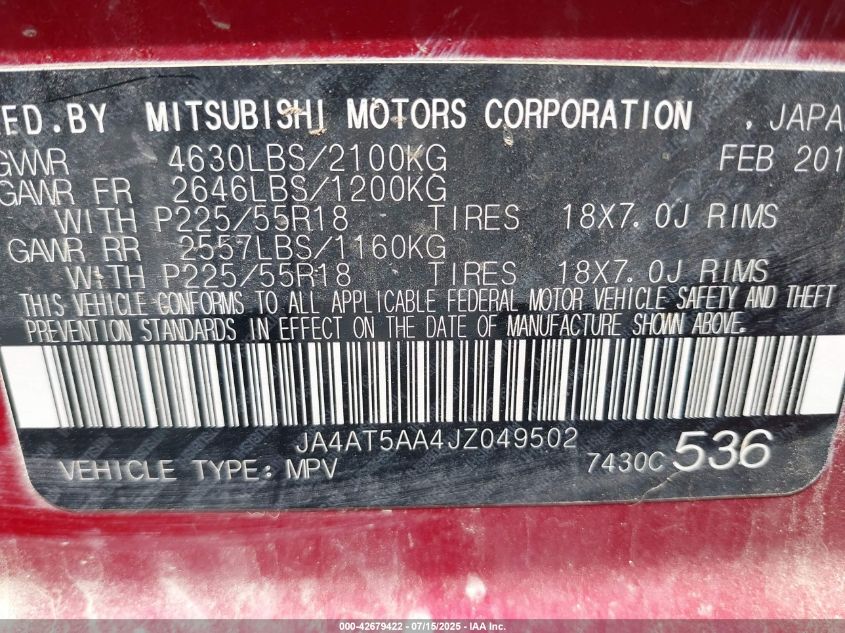 FD.BY MITSUBISHI MOTORS CORPORATION , JAPA
GVWR 4630LBS/2100KG FEB 201
GAWR FR 2646LBS/1200KG
WITH P225/55R18 TIRES 18X7.0J RIMS
GAWR RR 2557LBS/1160KG
WITH P225/55R18 TIRES 18X7.0J RIMS
THIS VEHICLE CONFORMS TO ALL APPLICABLE FEDERAL MOTOR VEHICLE SAFETY AND THEFT
PREVENTION STANDARDS IN EFFECT ON THE DATE OF MANUFACTURE SHOWN ABOVE.
JA4AT5AA4JZ049502
VEHICLE TYPE: MPV 7430C 536
000-42679422 - 07/15/2025 - IAA Inc.